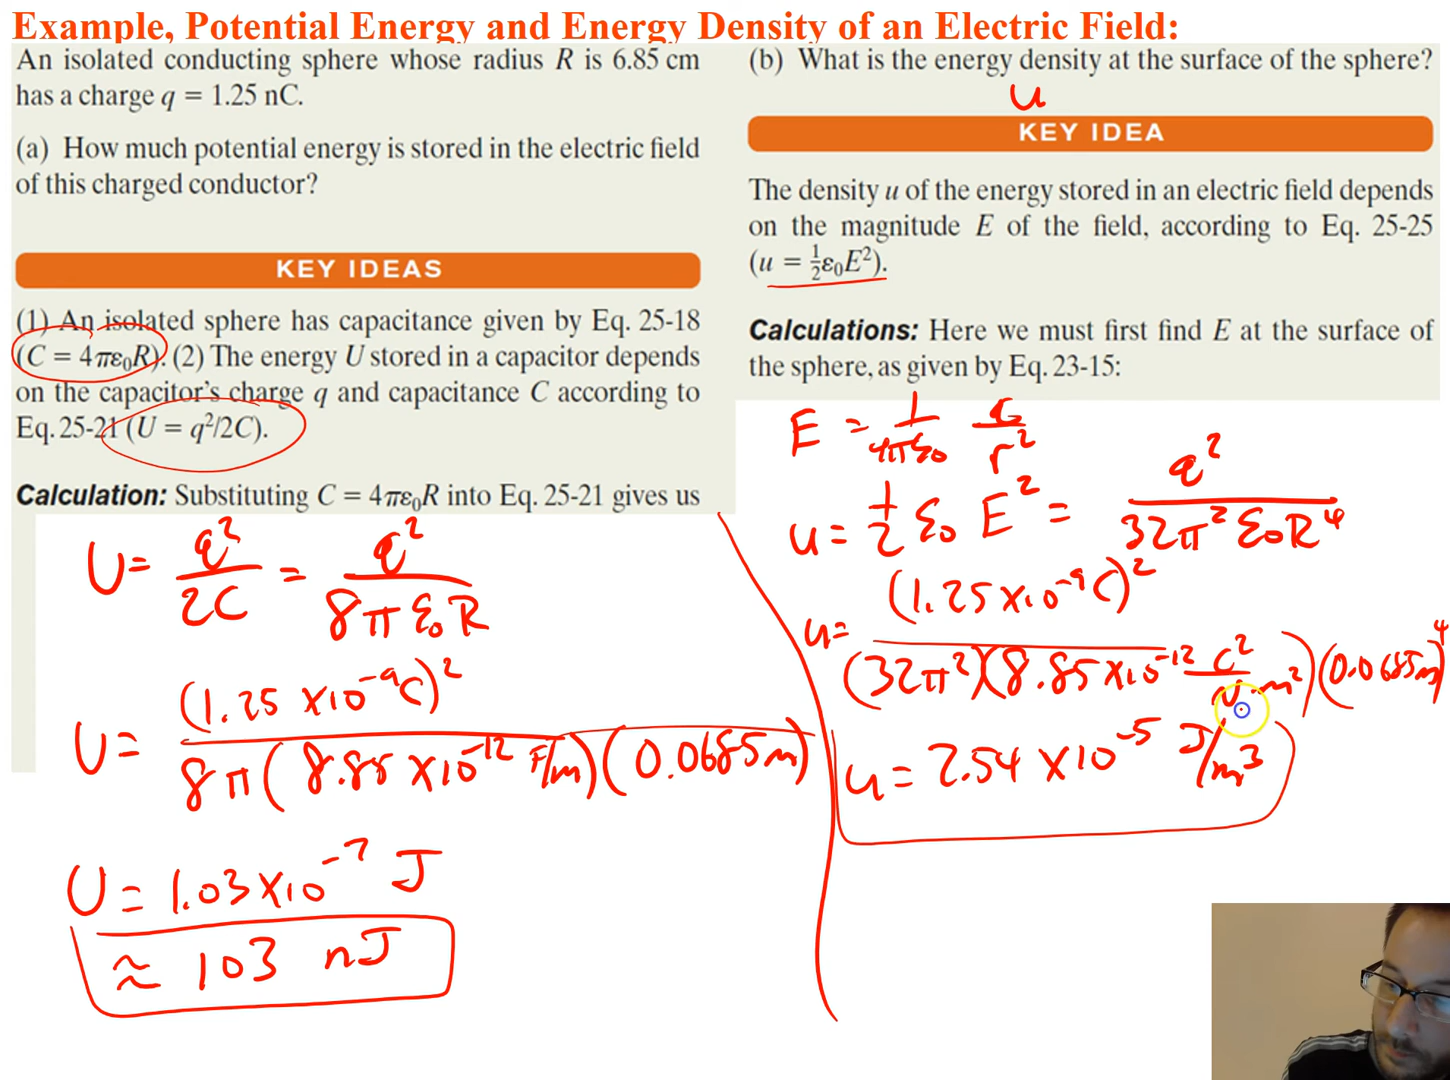 Example, Potential Energy and Energy Density of an Electric Field:
An isolated conducting sphere whose radius R is 6.85 cm
has a charge q = 1.25 nC.
(a) How much potential energy is stored in the electric field
of this charged conductor?
KEY IDEAS
(1) An isolated sphere has capacitance given by Eq. 25-18
(C = 4πε₀R). (2) The energy U stored in a capacitor depends
on the capacitor's charge q and capacitance C according to
Eq. 25-21 (U = q²/2C).
Calculation: Substituting C = 4πε₀R into Eq. 25-21 gives us
U = q²/2C = q²/8πε₀R
U = (1.25 x10⁻⁹C)²/8π(8.85 x10⁻¹² F/m)(0.0685m)
U = 1.03x10⁻⁷ J
≈ 103 nJ
(b) What is the energy density at the surface of the sphere?
u
KEY IDEA
The density u of the energy stored in an electric field depends
on the magnitude E of the field, according to Eq. 25-25
(u = ½ε₀E²).
Calculations: Here we must first find E at the surface of
the sphere, as given by Eq. 23-15:
E = 1/4πε₀ q/r²
u = ½ ε₀ E² = q²/32π²ε₀R⁴
u = (1.25x10⁻⁹C)²/(32π²)(8.85x10⁻¹² C²/N·m²)(0.0685m)⁴
u = 2.54 x10⁻⁵ J/m³